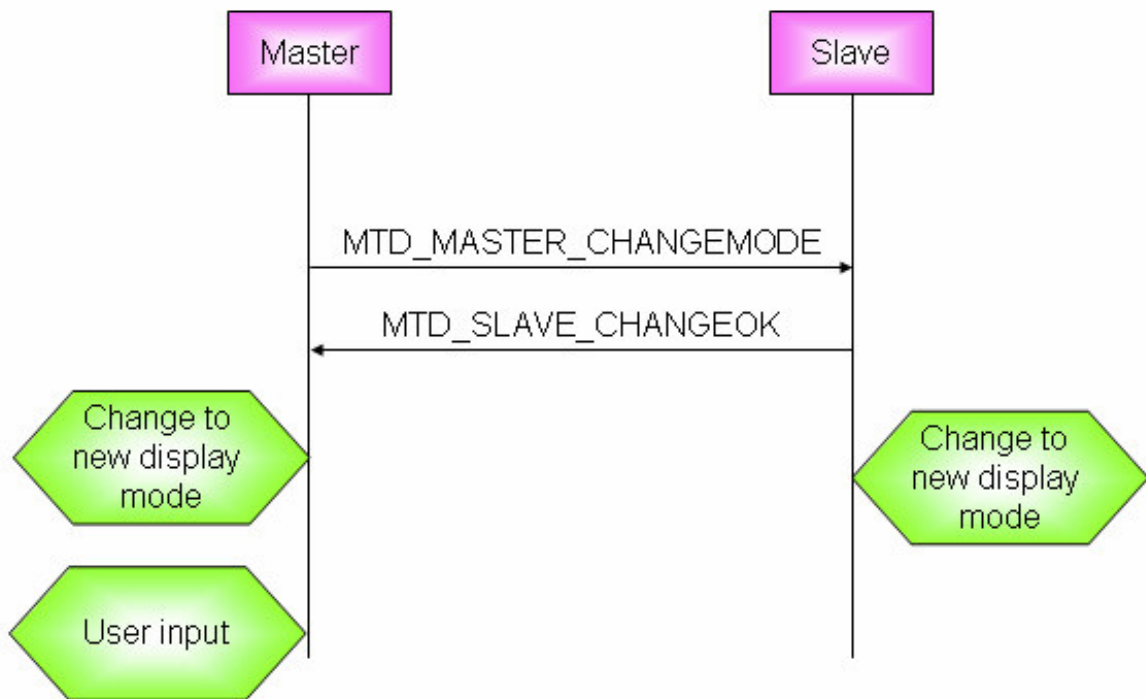 Master
Slave
MTD_MASTER_CHANGEMODE
MTD_SLAVE_CHANGEOK
Change to
new display
mode
Change to
new display
mode
User input